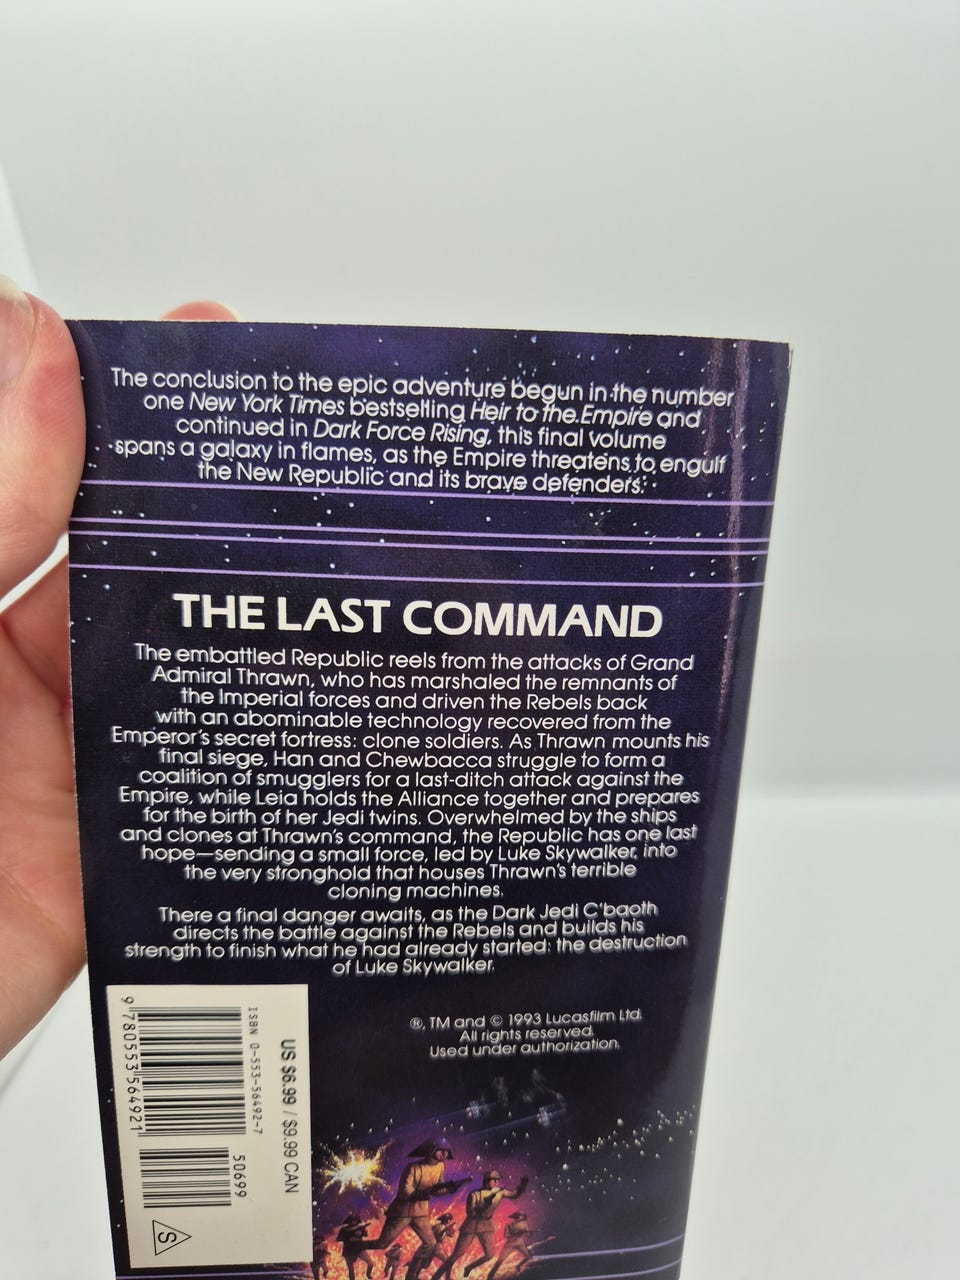 The conclusion to the epic adventure begun in the number
one New York Times bestselling Heir to the Empire and
continued in Dark Force Rising, this final volume
spans a galaxy in flames, as the Empire threatens to engulf
the New Republic and its brave defenders.
THE LAST COMMAND
The embattled Republic reels from the attacks of Grand
Admiral Thrawn, who has marshaled the remnants of
the Imperial forces and driven the Rebels back
with an abominable technology recovered from the
Emperor's secret fortress: clone soldiers. As Thrawn mounts his
final siege, Han and Chewbacca struggle to form a
coalition of smugglers for a last-ditch attack against the
Empire, while Leia holds the Alliance together and prepares
for the birth of her Jedi twins. Overwhelmed by the ships
and clones at Thrawn's command, the Republic has one last
hope—sending a small force, led by Luke Skywalker, into
the very stronghold that houses Thrawn's terrible
cloning machines.
There a final danger awaits, as the Dark Jedi C'baoth
directs the battle against the Rebels and builds his
strength to finish what he had already started: the destruction
of Luke Skywalker.
®, TM and © 1993 Lucasfilm Ltd.
All rights reserved.
Used under authorization.
US $6.99 / $9.99 CAN
ISBN 0-553-56492-7
9 780553 564921
50699
S